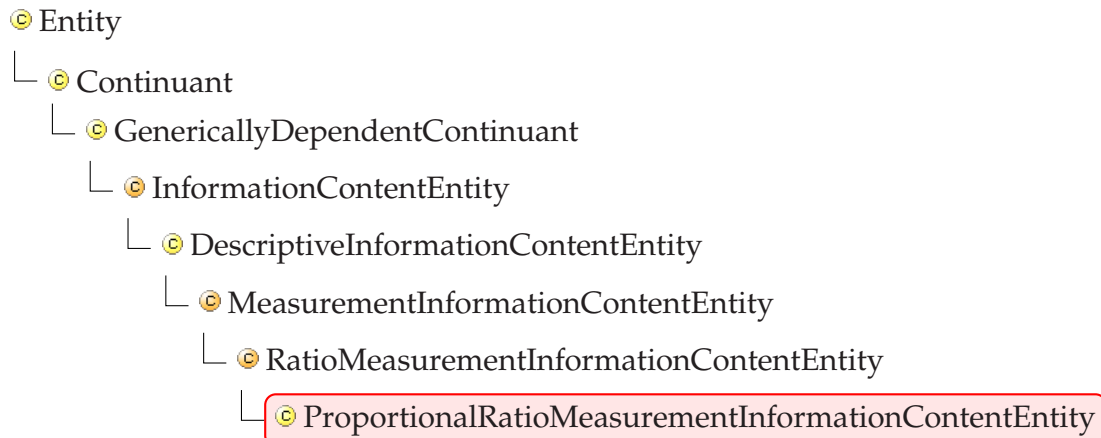 Entity
Continuant
GenericallyDependentContinuant
InformationContentEntity
DescriptiveInformationContentEntity
MeasurementInformationContentEntity
RatioMeasurementInformationContentEntity
ProportionalRatioMeasurementInformationContentEntity